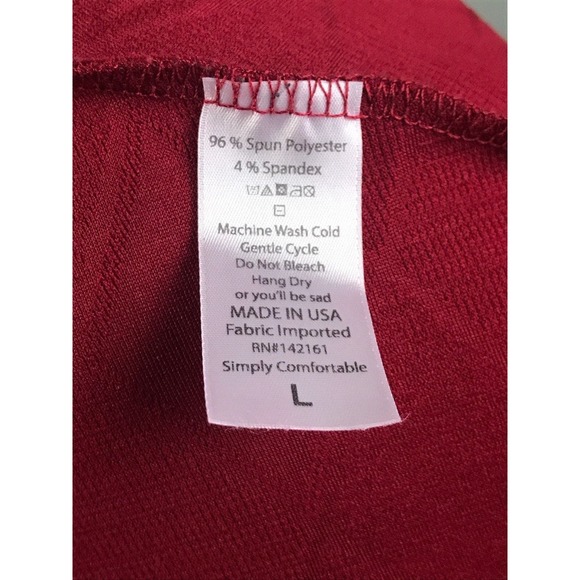 96 % Spun Polyester
4 % Spandex
Machine Wash Cold
Gentle Cycle
Do Not Bleach
Hang Dry
or you'll be sad
MADE IN USA
Fabric Imported
RN#142161
Simply Comfortable
L